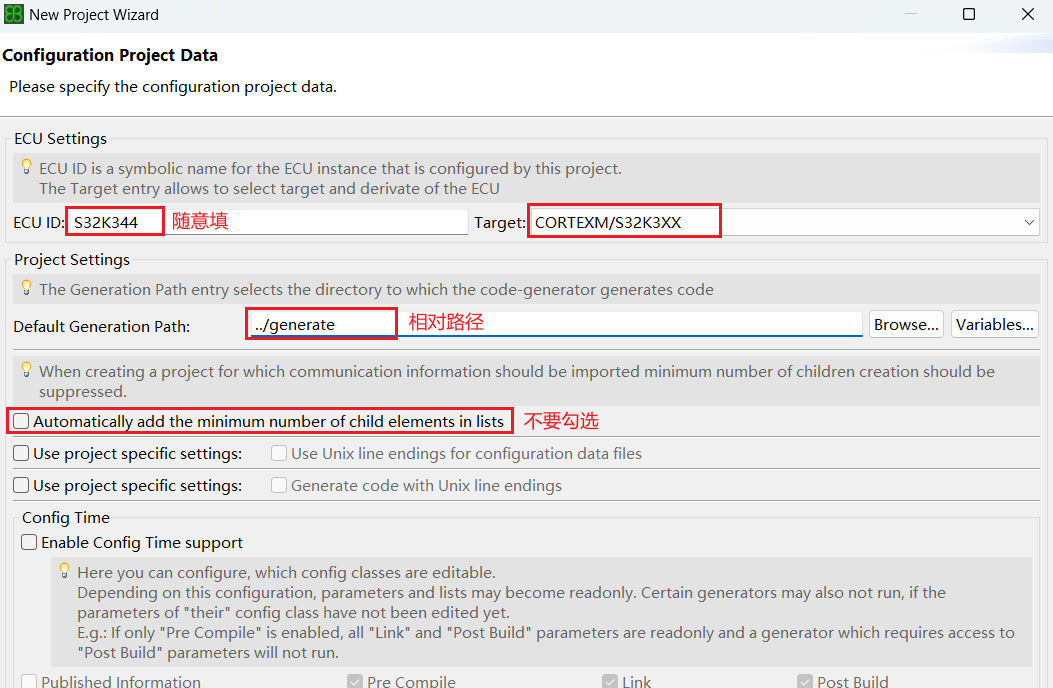 New Project Wizard
Configuration Project Data
Please specify the configuration project data.
ECU Settings
ECU ID is a symbolic name for the ECU instance that is configured by this project.
The Target entry allows to select target and derivate of the ECU
ECU ID: S32K344 随意填 Target: CORTEXM/S32K3XX
Project Settings
The Generation Path entry selects the directory to which the code-generator generates code
Default Generation Path: ../generate 相对路径 Browse... Variables...
When creating a project for which communication information should be imported minimum number of children creation should be
suppressed.
Automatically add the minimum number of child elements in lists 不要勾选
Use project specific settings: Use Unix line endings for configuration data files
Use project specific settings: Generate code with Unix line endings
Config Time
Enable Config Time support
Here you can configure, which config classes are editable.
Depending on this configuration, parameters and lists may become readonly. Certain generators may also not run, if the
parameters of "their" config class have not been edited yet.
E.g.: If only "Pre Compile" is enabled, all "Link" and "Post Build" parameters are readonly and a generator which requires access to
"Post Build" parameters will not run.
Published Information Pre Compile Link Post Build